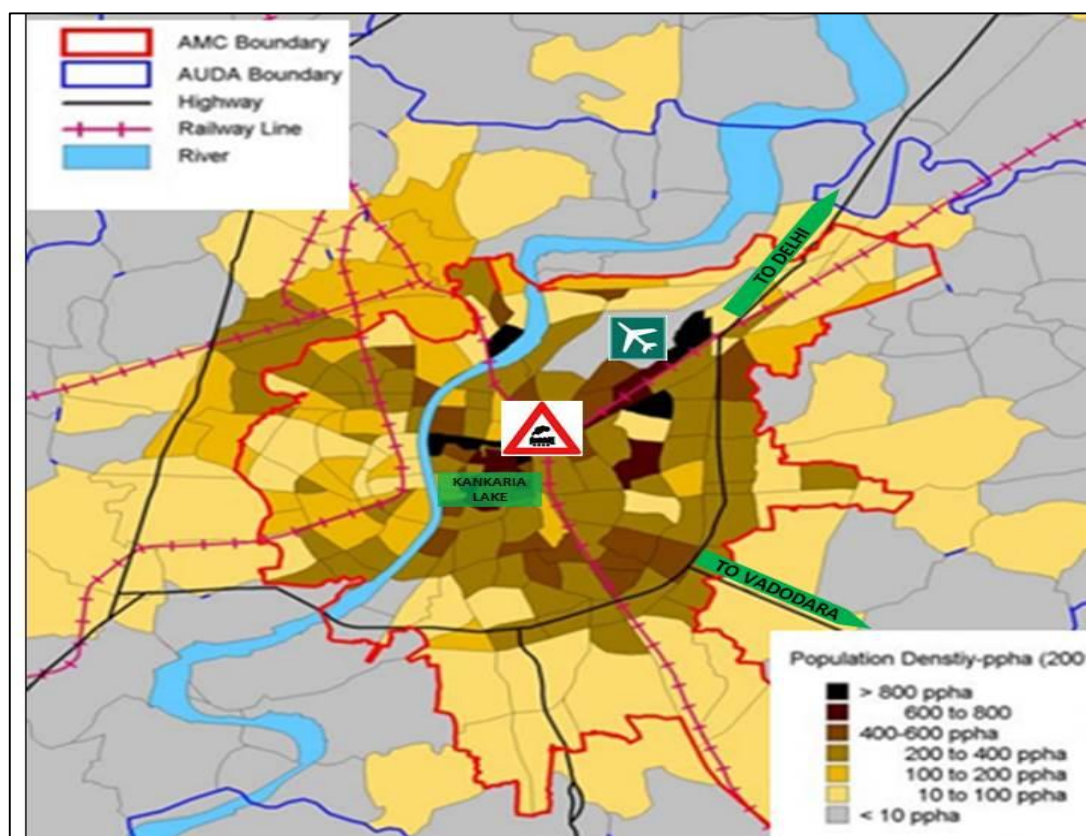 AMC Boundary
AUDA Boundary
Highway
Railway Line
River
TO DELHI
KANKARIA
LAKE
TO VADODARA
Population Denstiy-ppha (200
> 800 ppha
600 to 800
400-600 ppha
200 to 400 ppha
100 to 200 ppha
10 to 100 ppha
< 10 ppha